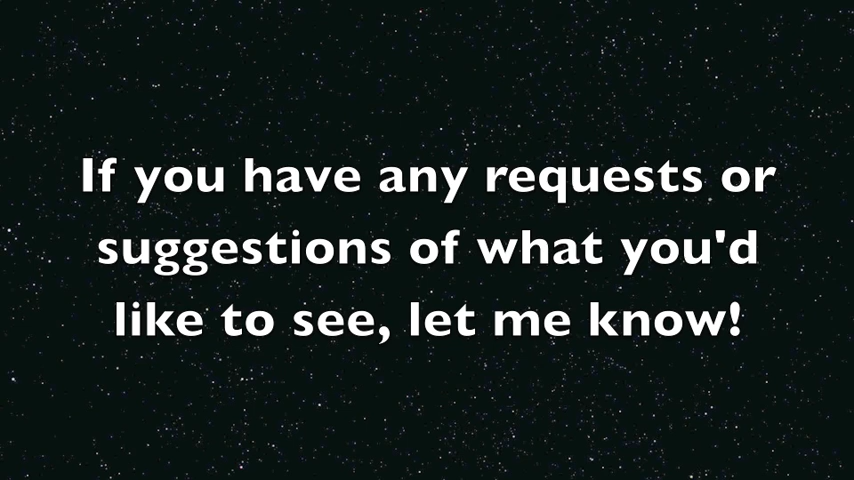 If you have any requests or
suggestions of what you'd
like to see, let me know!